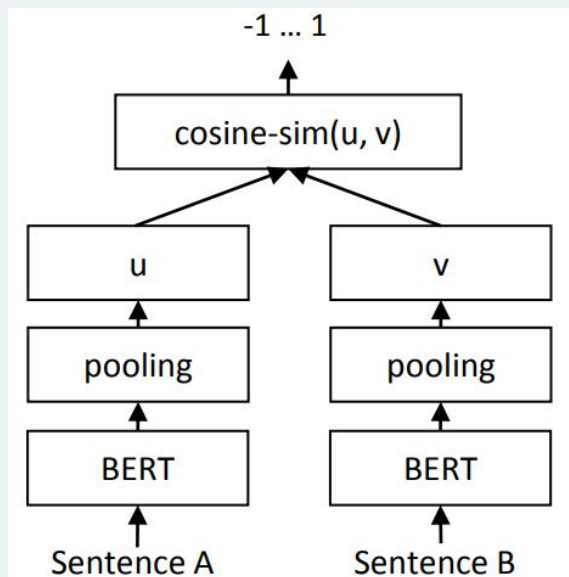 -1 ... 1
cosine-sim(u, v)
u v
pooling pooling
BERT BERT
Sentence A Sentence B